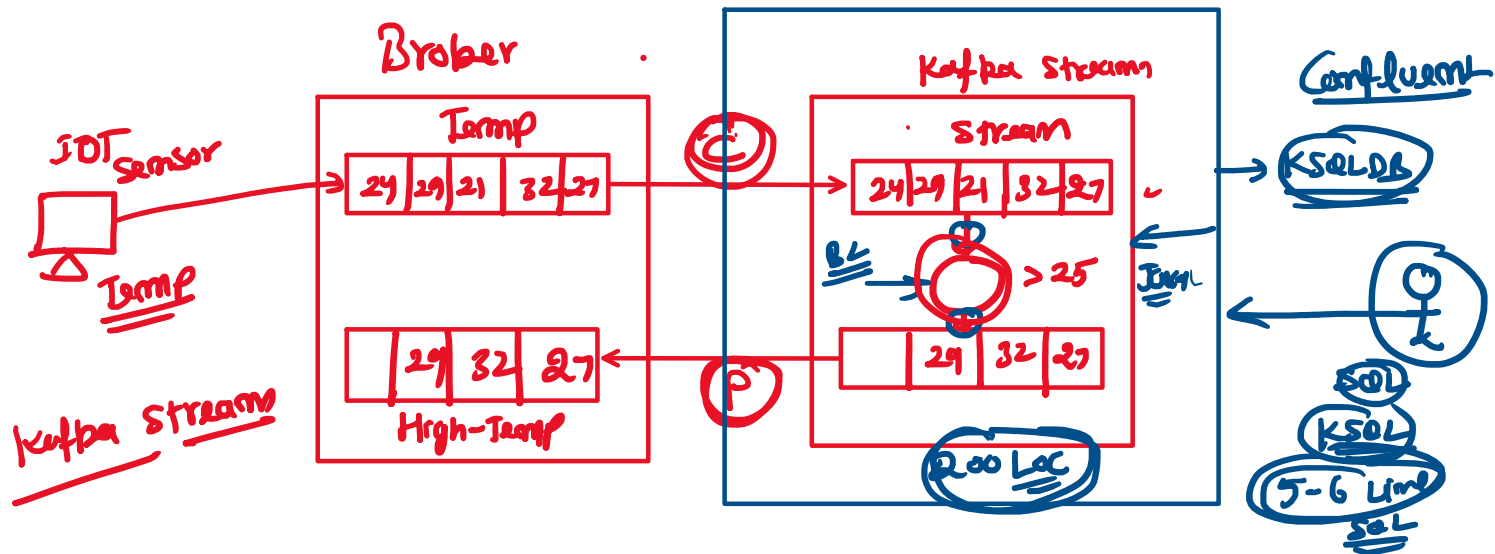 Broker
Kafka Streams
Confluent
IOT
Sensor
Temp
Temp
24 29 21 32 27
C
Stream
24 29 21 32 27
KSQLDB
BL
> 25
Java
29 32 27
High-Temp
P
29 32 27
200 LOC
SQL
KSQL
5-6 Line
SQL
Kafka Stream